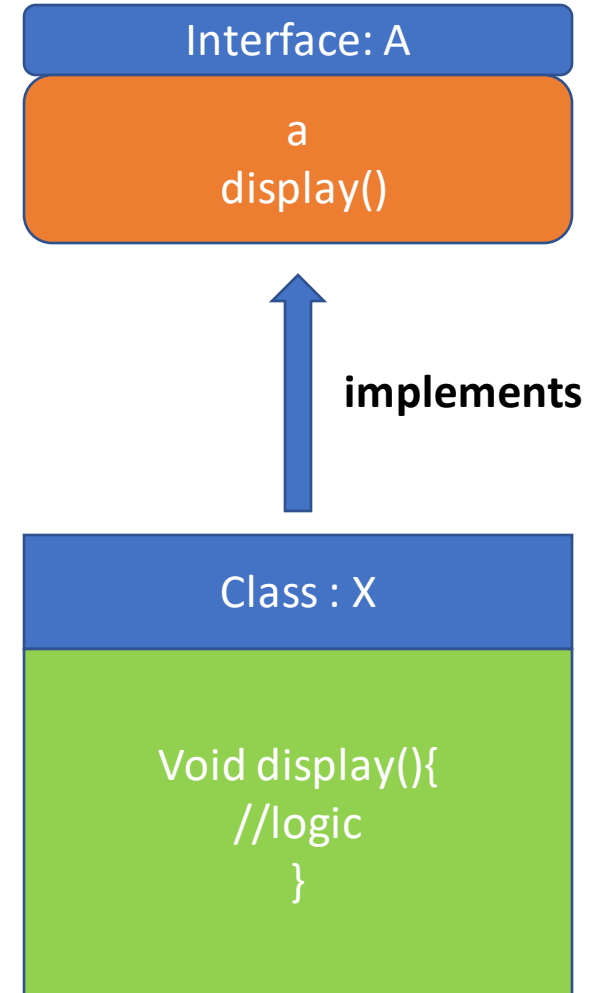 Interface: A
a
display()
implements
Class : X
Void display(){
//logic
}